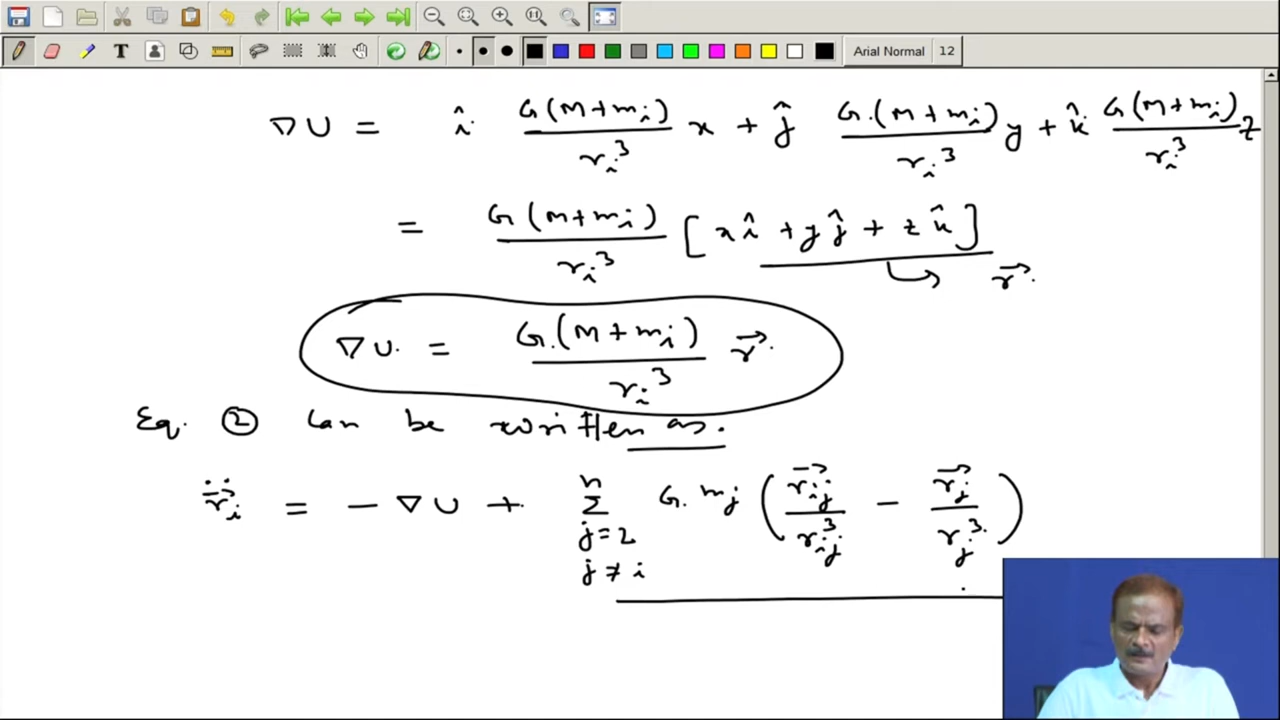 Arial Normal 12
∇U = î G(M+mᵢ)/rᵢ³ x + ĵ G.(M+mᵢ)/rᵢ³ y + k̂ G(M+mᵢ)/rᵢ³ z
= G(M+mᵢ)/rᵢ³ [xî + yĵ + zk̂] → r⃗.
∇U. = G.(M+mᵢ)/rᵢ³ r⃗.
Eq. ② Can be written as.
r⃗̈ᵢ = - ∇U + Σ (n, j=2, j≠i) G. mⱼ ( r⃗ᵢⱼ/rᵢⱼ³ - r⃗ⱼ/rⱼ³ )